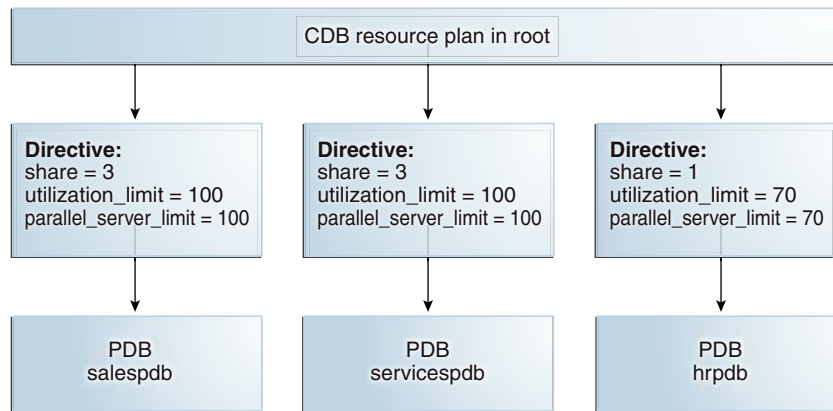 CDB resource plan in root
Directive:
share = 3
utilization_limit = 100
parallel_server_limit = 100
Directive:
share = 3
utilization_limit = 100
parallel_server_limit = 100
Directive:
share = 1
utilization_limit = 70
parallel_server_limit = 70
PDB
salespdb
PDB
servicespdb
PDB
hrpdb